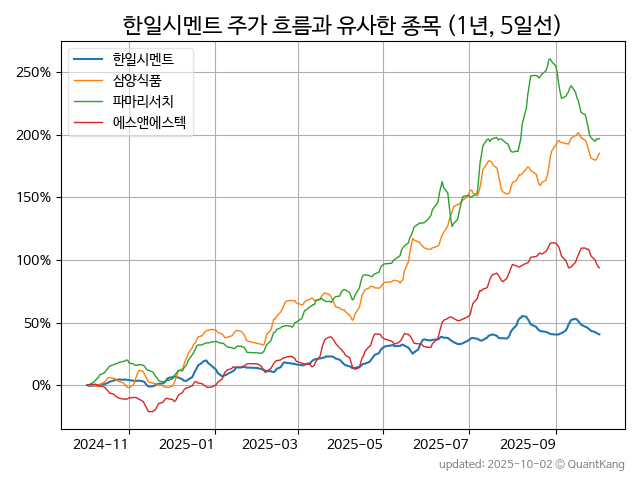 한일시멘트 주가 흐름과 유사한 종목 (1년, 5일선)
한일시멘트
삼양식품
파마리서치
에스앤에스텍
250%
200%
150%
100%
50%
0%
2024-11 2025-01 2025-03 2025-05 2025-07 2025-09
updated: 2025-10-02 © QuantKang